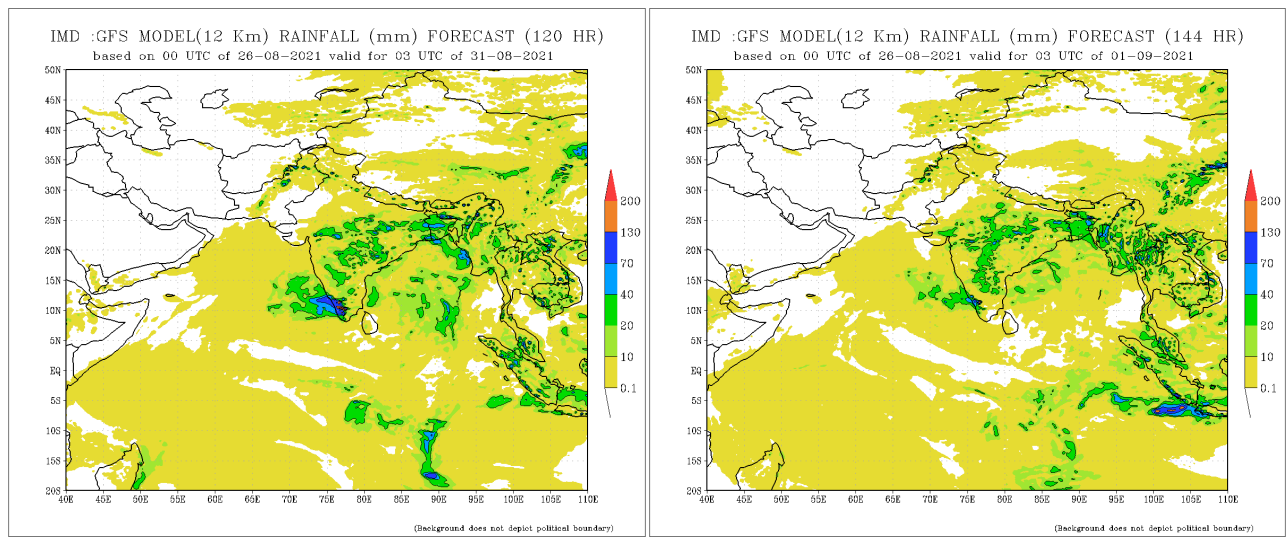 IMD :GFS MODEL(12 Km) RAINFALL (mm) FORECAST (120 HR)
based on 00 UTC of 26-08-2021 valid for 03 UTC of 31-08-2021
50N
45N
40N
35N
30N
25N
20N
15N
10N
5N
EQ
5S
10S
15S
20S
40E 45E 50E 55E 60E 65E 70E 75E 80E 85E 90E 95E 100E 105E 110E
200
130
70
40
20
10
0.1
(Background does not depict political boundary)
IMD :GFS MODEL(12 Km) RAINFALL (mm) FORECAST (144 HR)
based on 00 UTC of 26-08-2021 valid for 03 UTC of 01-09-2021
50N
45N
40N
35N
30N
25N
20N
15N
10N
5N
EQ
5S
10S
15S
20S
40E 45E 50E 55E 60E 65E 70E 75E 80E 85E 90E 95E 100E 105E 110E
200
130
70
40
20
10
0.1
(Background does not depict political boundary)